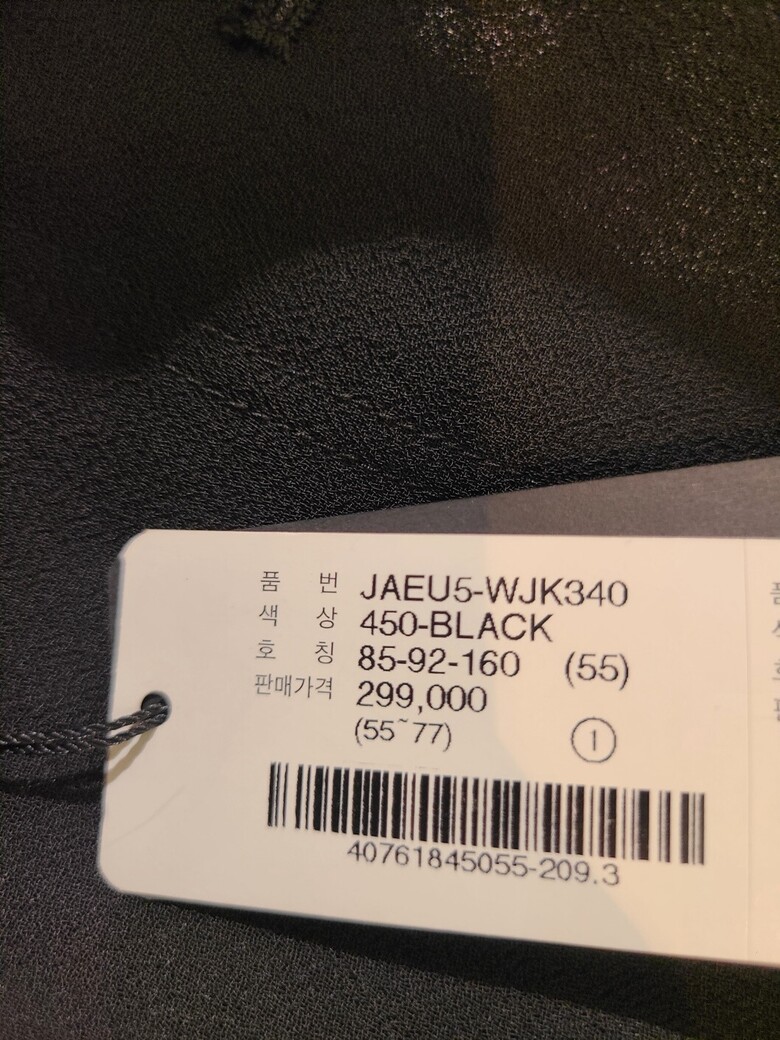 품 번 JAEU5-WJK340
색 상 450-BLACK
호 칭 85-92-160 (55)
판매가격 299,000
(55~77) Ⓘ
40761845055-209.3